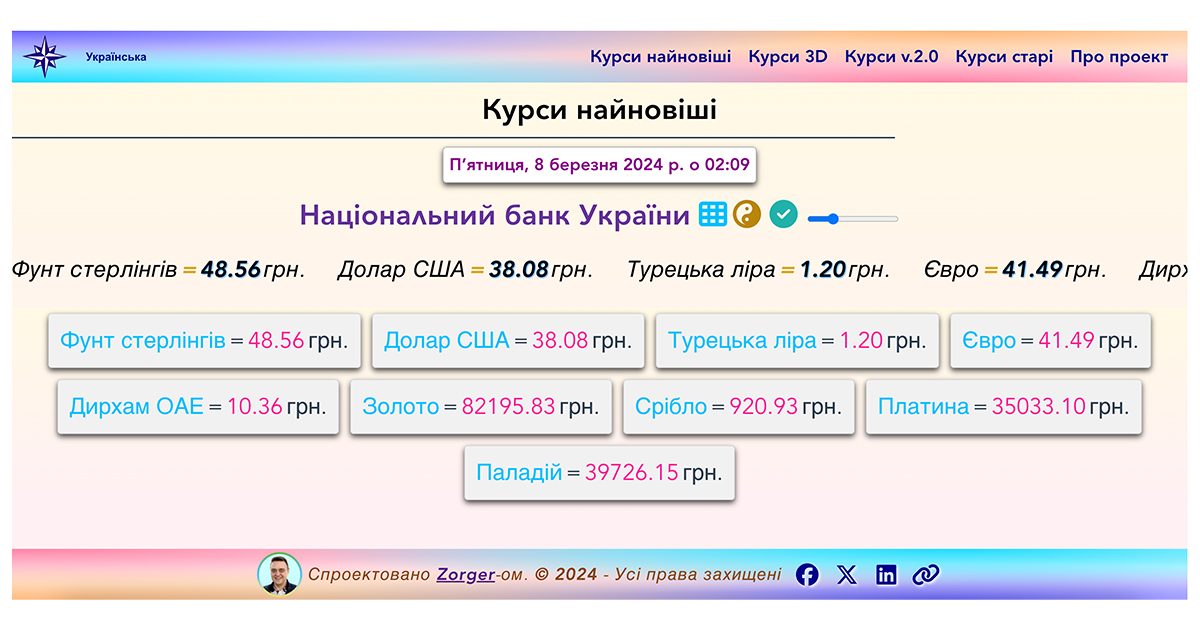 Українська Курси найновіші Курси 3D Курси v.2.0 Курси старі Про проект
Курси найновіші
П’ятниця, 8 березня 2024 р. о 02:09
Національний банк України
Фунт стерлінгів = 48.56 грн. Долар США = 38.08 грн. Турецька ліра = 1.20 грн. Євро = 41.49 грн.
Фунт стерлінгів = 48.56 грн. Долар США = 38.08 грн. Турецька ліра = 1.20 грн. Євро = 41.49 грн.
Дирхам ОАЕ = 10.36 грн. Золото = 82195.83 грн. Срібло = 920.93 грн. Платина = 35033.10 грн.
Паладій = 39726.15 грн.
Спроектовано Zorger-ом. © 2024 - Усі права захищені